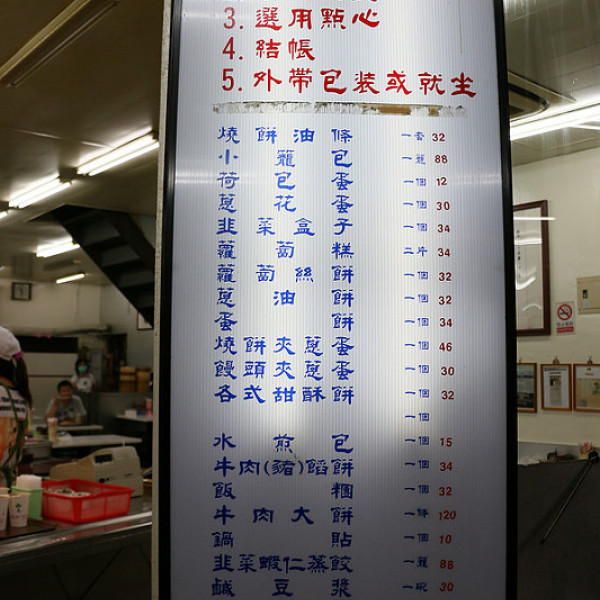 3. 選用點心
4. 結帳
5. 外帶包裝或就坐
燒餅油條 一套 32
小籠包 一籠 88
荷包蛋 一個 12
蔥花蛋 一個 30
韭菜盒子 一個 34
蘿蔔糕 二片 34
蘿蔔絲餅 一個 32
蔥油餅 一個 32
蛋餅 一個 34
燒餅夾蔥蛋 一個 46
饅頭夾蔥蛋 一個 30
各式甜酥餅 一個 32
一個
水煎包 一個 15
牛肉(豬)餡餅 一個 34
飯糰 一個 32
牛肉大餅 一條 120
鍋貼 一個 10
韭菜蝦仁蒸餃 一籠 88
鹹豆漿 一碗 30